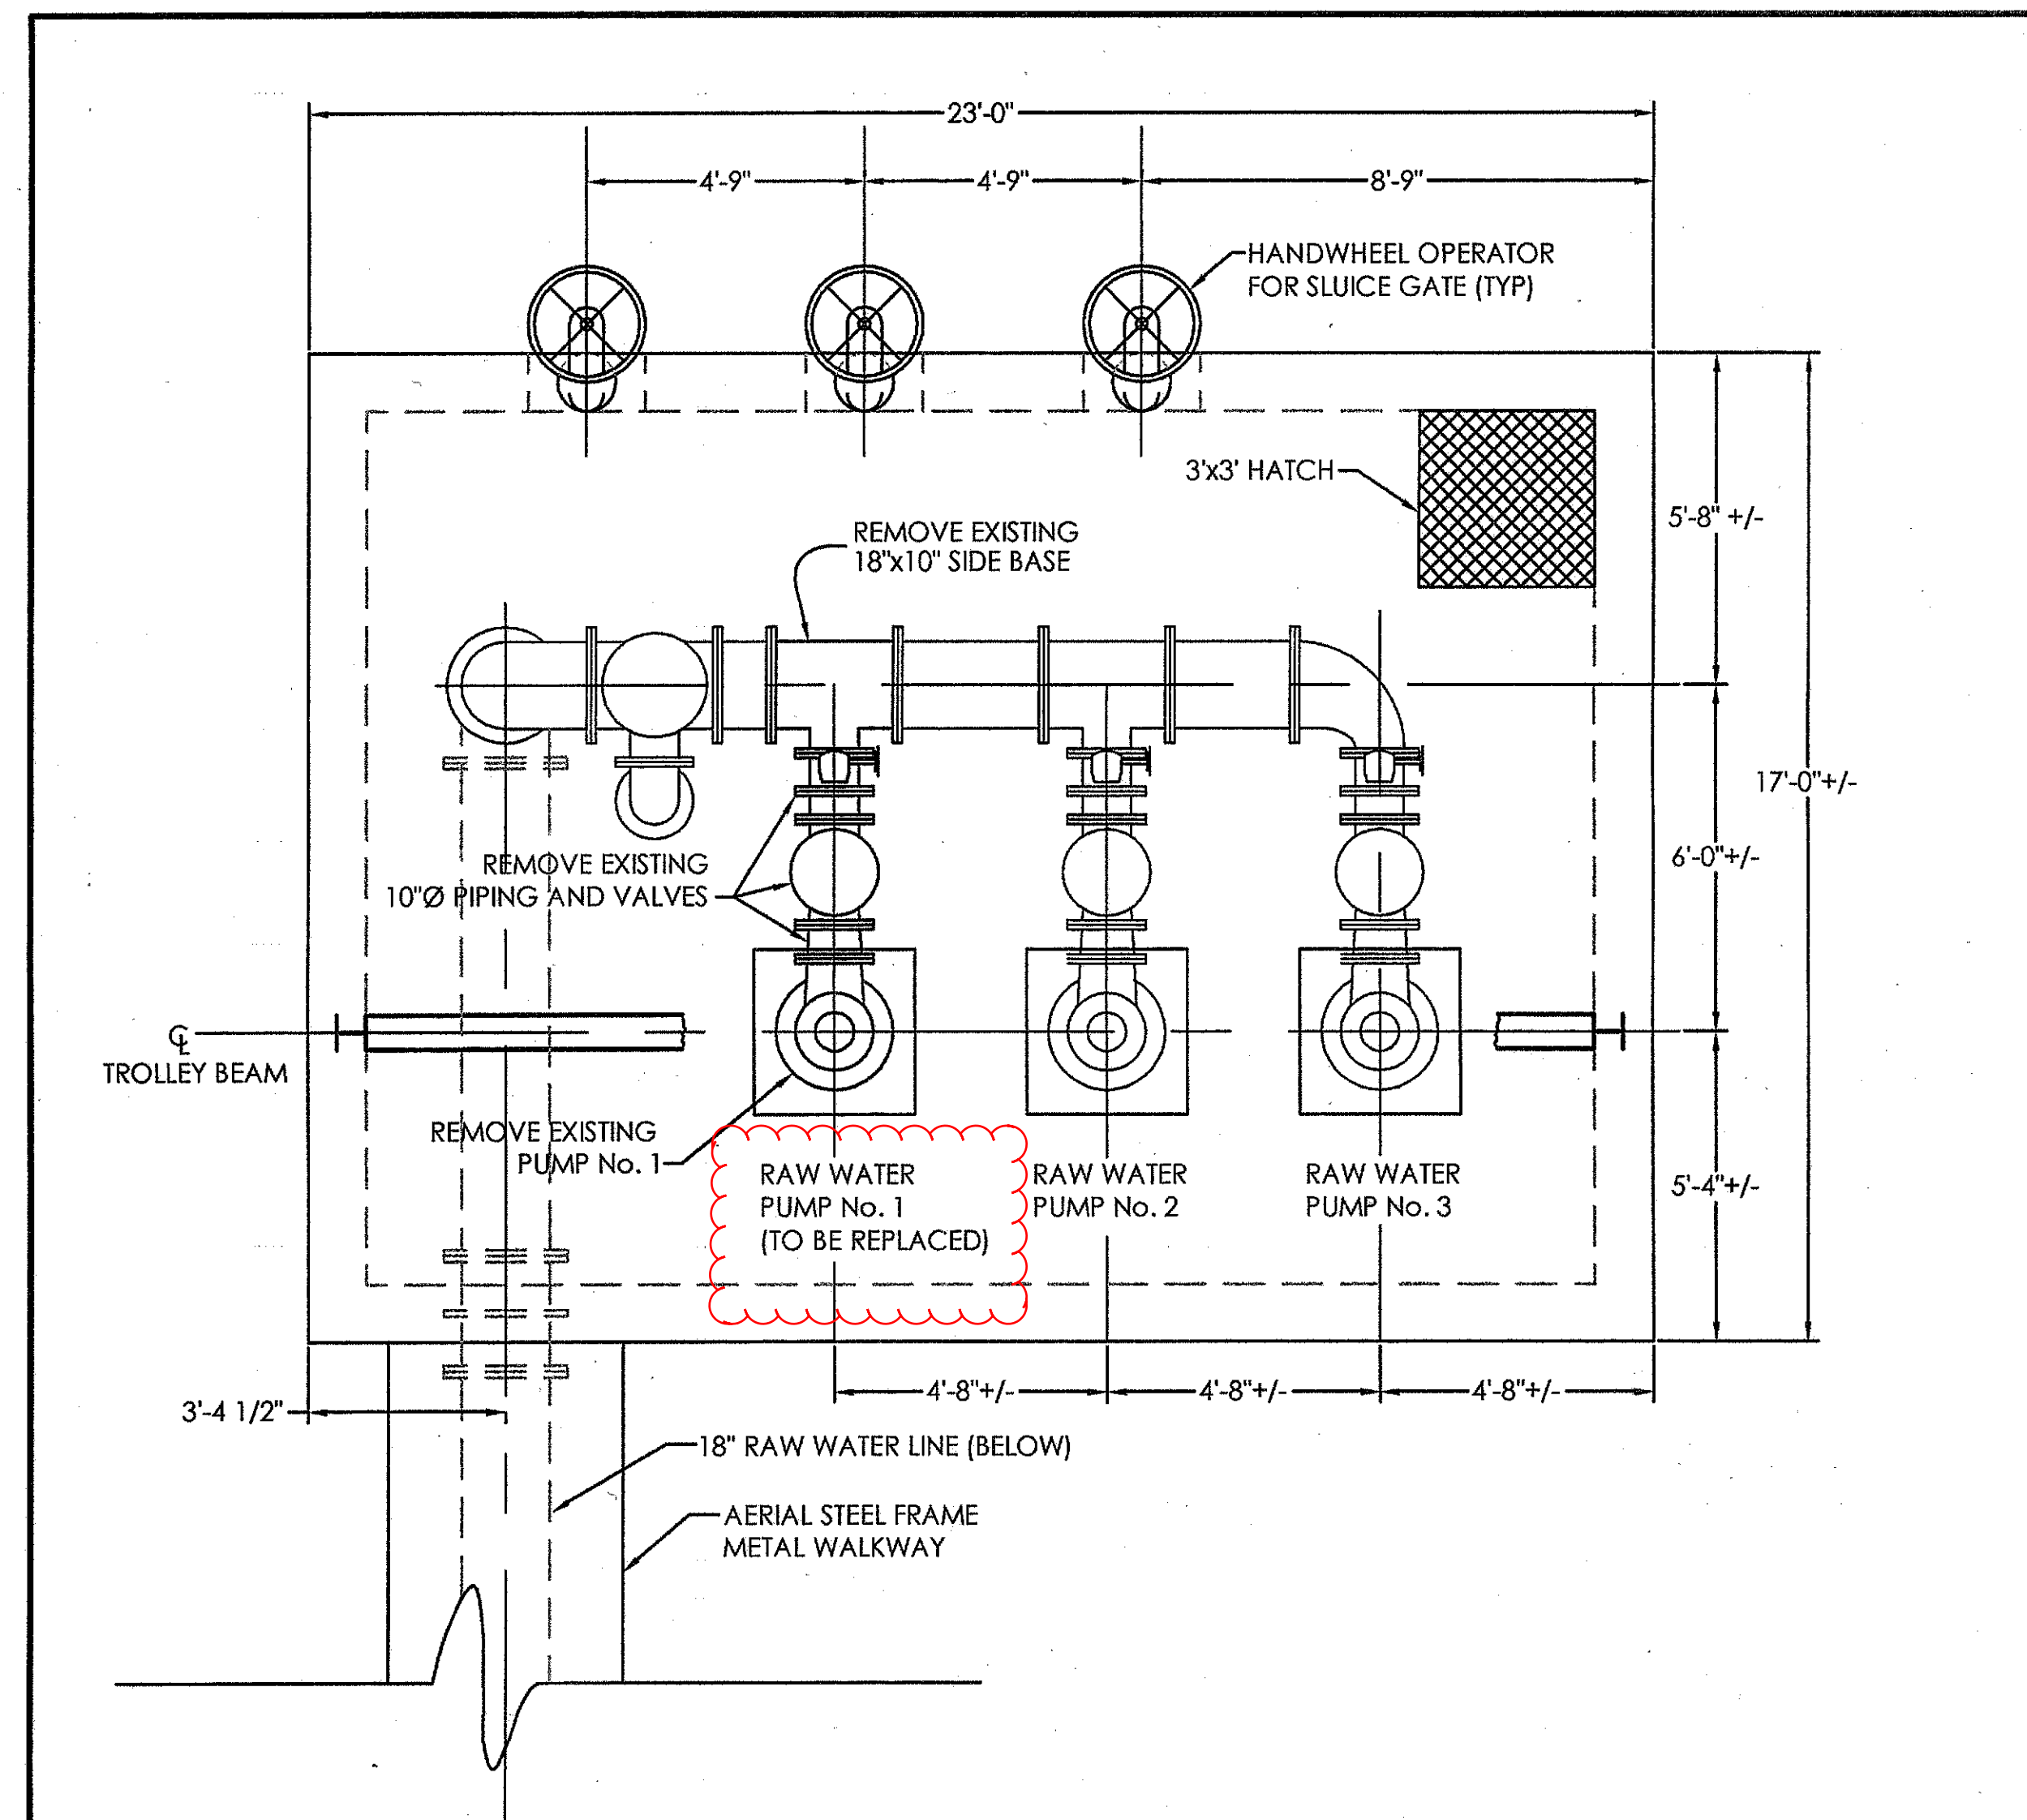 23'-0"
4'-9"
4'-9"
8'-9"
HANDWHEEL OPERATOR
FOR SLUICE GATE (TYP)
3'x3' HATCH
5'-8" +/-
REMOVE EXISTING
18"x10" SIDE BASE
17'-0"+/-
6'-0"+/-
REMOVE EXISTING
10"Ø PIPING AND VALVES
℄
TROLLEY BEAM
REMOVE EXISTING
PUMP No. 1
RAW WATER
PUMP No. 1
(TO BE REPLACED)
RAW WATER
PUMP No. 2
RAW WATER
PUMP No. 3
5'-4"+/-
4'-8"+/-
4'-8"+/-
4'-8"+/-
3'-4 1/2"
18" RAW WATER LINE (BELOW)
AERIAL STEEL FRAME
METAL WALKWAY